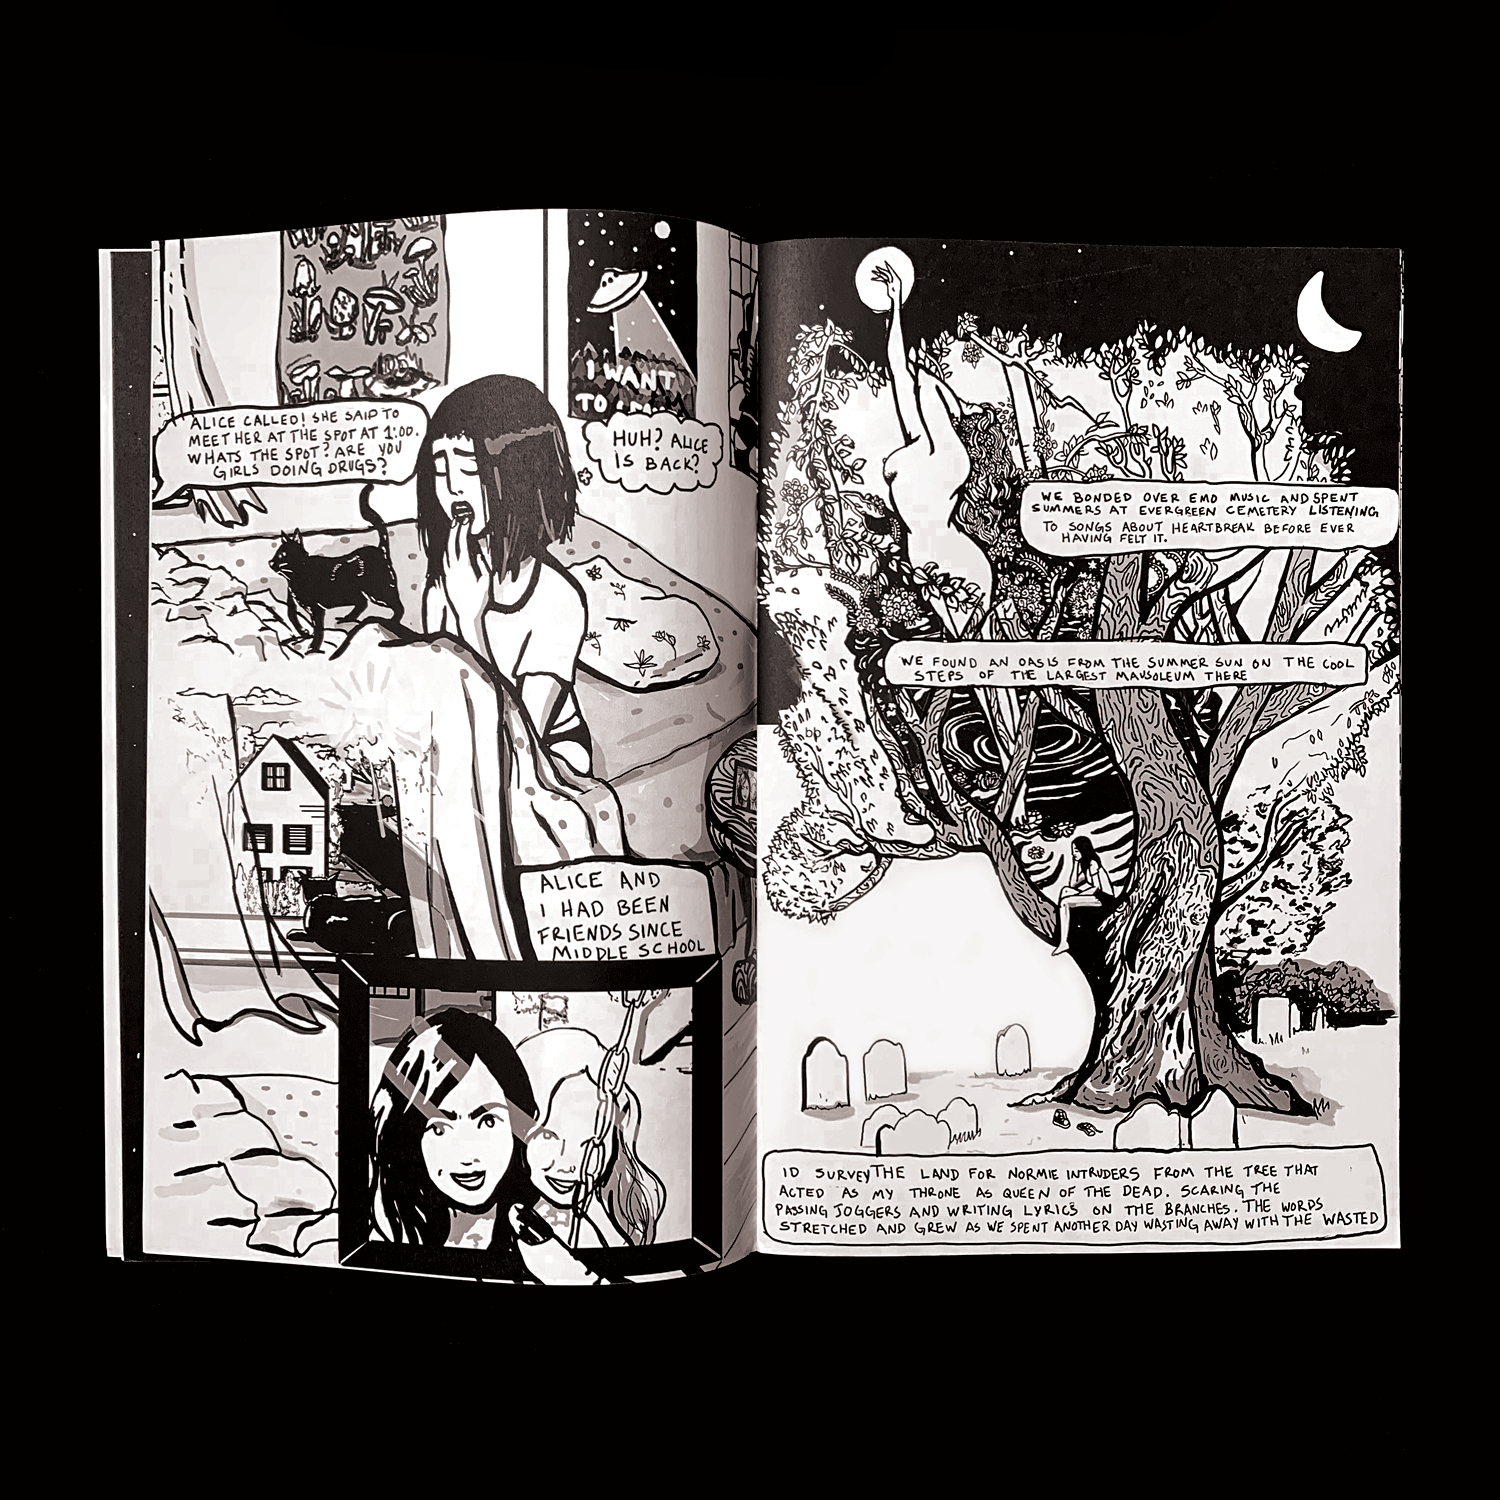 ALICE CALLED! SHE SAID TO
MEET HER AT THE SPOT AT 1:00.
WHATS THE SPOT? ARE YOU
GIRLS DOING DRUGS?
I WANT
TO
HUH? ALICE
IS BACK?
ALICE AND
I HAD BEEN
FRIENDS SINCE
MIDDLE SCHOOL
WE BONDED OVER EMO MUSIC AND SPENT
SUMMERS AT EVERGREEN CEMETERY LISTENING
TO SONGS ABOUT HEARTBREAK BEFORE EVER
HAVING FELT IT.
WE FOUND AN OASIS FROM THE SUMMER SUN ON THE COOL
STEPS OF THE LARGEST MAUSOLEUM THERE
ID SURVEY THE LAND FOR NORMIE INTRUDERS FROM THE TREE THAT
ACTED AS MY THRONE AS QUEEN OF THE DEAD. SCARING THE
PASSING JOGGERS AND WRITING LYRICS ON THE BRANCHES. THE WORDS
STRETCHED AND GREW AS WE SPENT ANOTHER DAY WASTING AWAY WITH THE WASTED